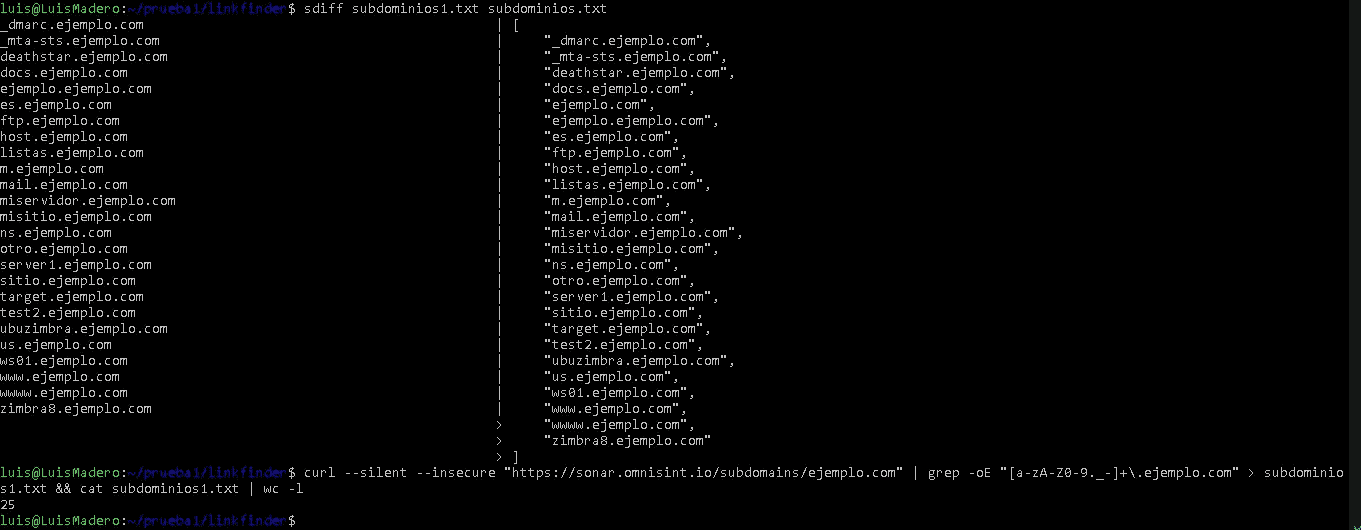 luis@LuisMadero:~/prueba1/linkfinder$ sdiff subdominios1.txt subdominios.txt
_dmarc.ejemplo.com | [
_mta-sts.ejemplo.com | "_dmarc.ejemplo.com",
deathstar.ejemplo.com | "_mta-sts.ejemplo.com",
docs.ejemplo.com | "deathstar.ejemplo.com",
ejemplo.ejemplo.com | "docs.ejemplo.com",
es.ejemplo.com | "ejemplo.com",
ftp.ejemplo.com | "ejemplo.ejemplo.com",
host.ejemplo.com | "es.ejemplo.com",
listas.ejemplo.com | "ftp.ejemplo.com",
m.ejemplo.com | "host.ejemplo.com",
mail.ejemplo.com | "listas.ejemplo.com",
miservidor.ejemplo.com | "m.ejemplo.com",
misitio.ejemplo.com | "mail.ejemplo.com",
ns.ejemplo.com | "miservidor.ejemplo.com",
otro.ejemplo.com | "misitio.ejemplo.com",
server1.ejemplo.com | "ns.ejemplo.com",
sitio.ejemplo.com | "otro.ejemplo.com",
target.ejemplo.com | "server1.ejemplo.com",
test2.ejemplo.com | "sitio.ejemplo.com",
ubuzimbra.ejemplo.com | "target.ejemplo.com",
us.ejemplo.com | "test2.ejemplo.com",
ws01.ejemplo.com | "ubuzimbra.ejemplo.com",
www.ejemplo.com | "us.ejemplo.com",
wwww.ejemplo.com | "ws01.ejemplo.com",
zimbra8.ejemplo.com | "www.ejemplo.com",
> "wwww.ejemplo.com",
> "zimbra8.ejemplo.com"
> ]
luis@LuisMadero:~/prueba1/linkfinder$ curl --silent --insecure "https://sonar.omnisint.io/subdomains/ejemplo.com" | grep -oE "[a-zA-Z0-9._-]+\.ejemplo.com" > subdominio
s1.txt && cat subdominios1.txt | wc -l
25
luis@LuisMadero:~/prueba1/linkfinder$